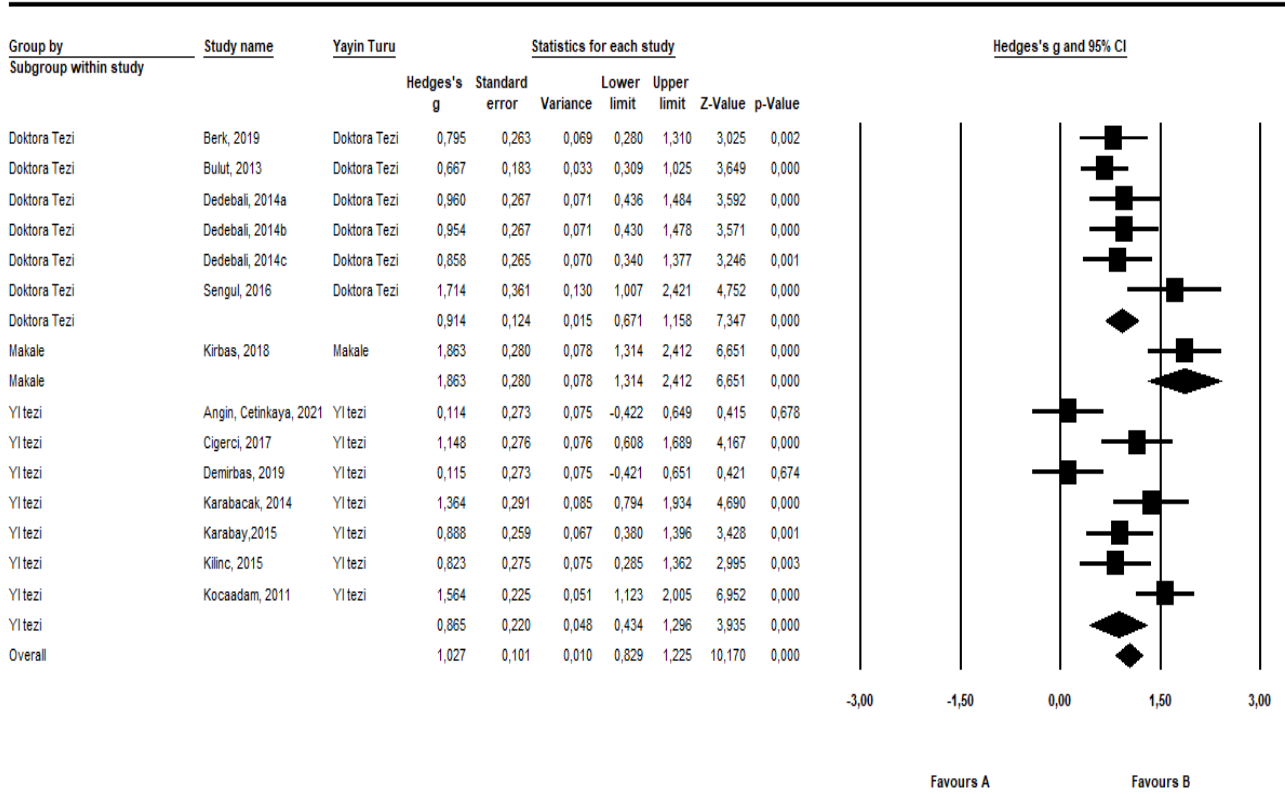 Group by Study name Yayin Turu Statistics for each study Hedges's g and 95% CI
Subgroup within study
Hedges's Standard Lower Upper
g error Variance limit limit Z-Value p-Value
Doktora Tezi Berk, 2019 Doktora Tezi 0,795 0,263 0,069 0,280 1,310 3,025 0,002
Doktora Tezi Bulut, 2013 Doktora Tezi 0,667 0,183 0,033 0,309 1,025 3,649 0,000
Doktora Tezi Dedebali, 2014a Doktora Tezi 0,960 0,267 0,071 0,436 1,484 3,592 0,000
Doktora Tezi Dedebali, 2014b Doktora Tezi 0,954 0,267 0,071 0,430 1,478 3,571 0,000
Doktora Tezi Dedebali, 2014c Doktora Tezi 0,858 0,265 0,070 0,340 1,377 3,246 0,001
Doktora Tezi Sengul, 2016 Doktora Tezi 1,714 0,361 0,130 1,007 2,421 4,752 0,000
Doktora Tezi 0,914 0,124 0,015 0,671 1,158 7,347 0,000
Makale Kirbas, 2018 Makale 1,863 0,280 0,078 1,314 2,412 6,651 0,000
Makale 1,863 0,280 0,078 1,314 2,412 6,651 0,000
Yl tezi Angin, Cetinkaya, 2021 Yl tezi 0,114 0,273 0,075 -0,422 0,649 0,415 0,678
Yl tezi Cigerci, 2017 Yl tezi 1,148 0,276 0,076 0,608 1,689 4,167 0,000
Yl tezi Demirbas, 2019 Yl tezi 0,115 0,273 0,075 -0,421 0,651 0,421 0,674
Yl tezi Karabacak, 2014 Yl tezi 1,364 0,291 0,085 0,794 1,934 4,690 0,000
Yl tezi Karabay,2015 Yl tezi 0,888 0,259 0,067 0,380 1,396 3,428 0,001
Yl tezi Kilinc, 2015 Yl tezi 0,823 0,275 0,075 0,285 1,362 2,995 0,003
Yl tezi Kocaadam, 2011 Yl tezi 1,564 0,225 0,051 1,123 2,005 6,952 0,000
Yl tezi 0,865 0,220 0,048 0,434 1,296 3,935 0,000
Overall 1,027 0,101 0,010 0,829 1,225 10,170 0,000
-3,00 -1,50 0,00 1,50 3,00
Favours A Favours B